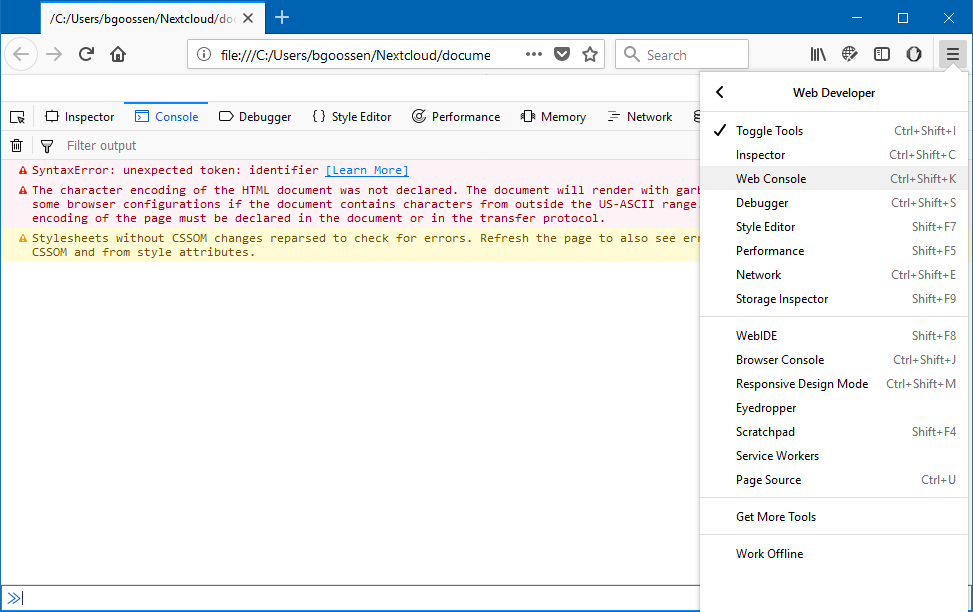 /C:/Users/bgoossen/Nextcloud/doc
file:///C:/Users/bgoossen/Nextcloud/docume
Search
Inspector Console Debugger { } Style Editor Performance Memory Network
Filter output
SyntaxError: unexpected token: identifier [Learn More]
The character encoding of the HTML document was not declared. The document will render with garb
some browser configurations if the document contains characters from outside the US-ASCII range.
encoding of the page must be declared in the document or in the transfer protocol.
Stylesheets without CSSOM changes reparsed to check for errors. Refresh the page to also see err
CSSOM and from style attributes.
Web Developer
Toggle Tools Ctrl+Shift+I
Inspector Ctrl+Shift+C
Web Console Ctrl+Shift+K
Debugger Ctrl+Shift+S
Style Editor Shift+F7
Performance Shift+F5
Network Ctrl+Shift+E
Storage Inspector Shift+F9
WebIDE Shift+F8
Browser Console Ctrl+Shift+J
Responsive Design Mode Ctrl+Shift+M
Eyedropper
Scratchpad Shift+F4
Service Workers
Page Source Ctrl+U
Get More Tools
Work Offline